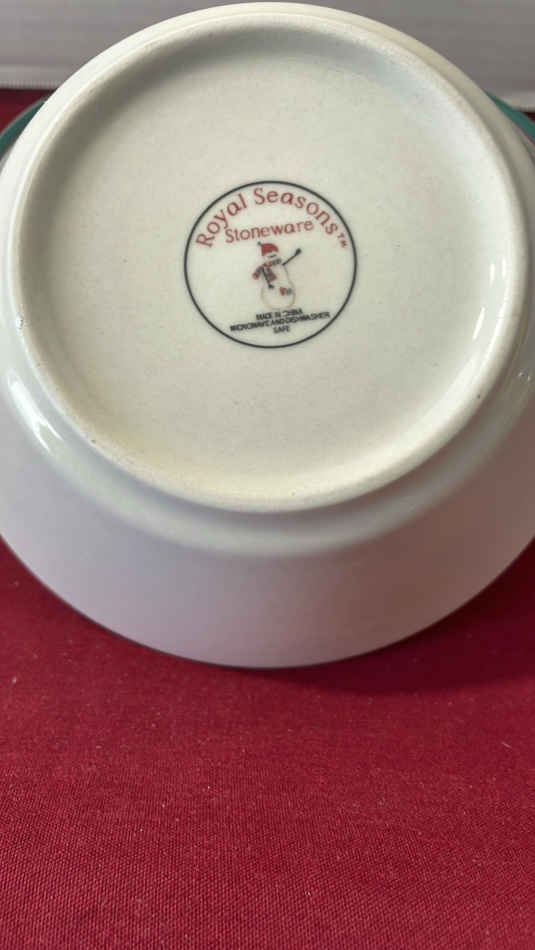 Royal Seasons™
Stoneware
MADE IN CHINA
MICROWAVE AND DISHWASHER
SAFE